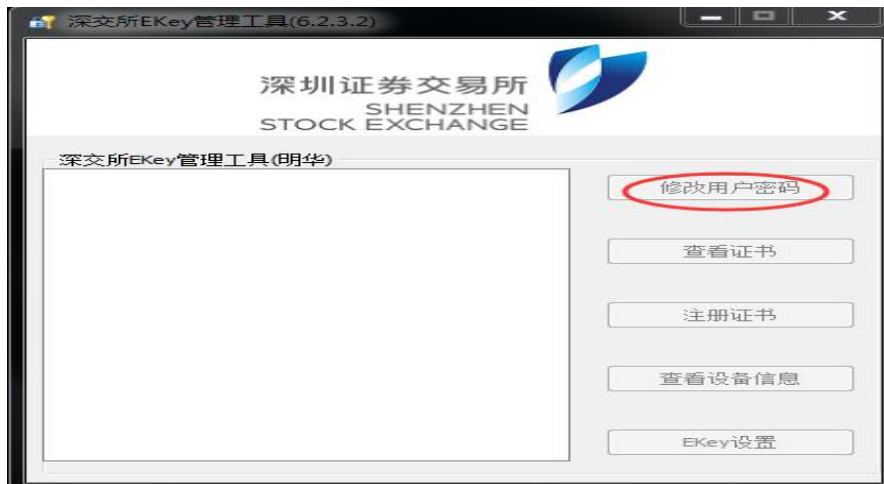 深交所EKey管理工具(6.2.3.2)
深圳证券交易所
SHENZHEN
STOCK EXCHANGE
深交所EKey管理工具(明华)
修改用户密码
查看证书
注册证书
查看设备信息
EKey设置